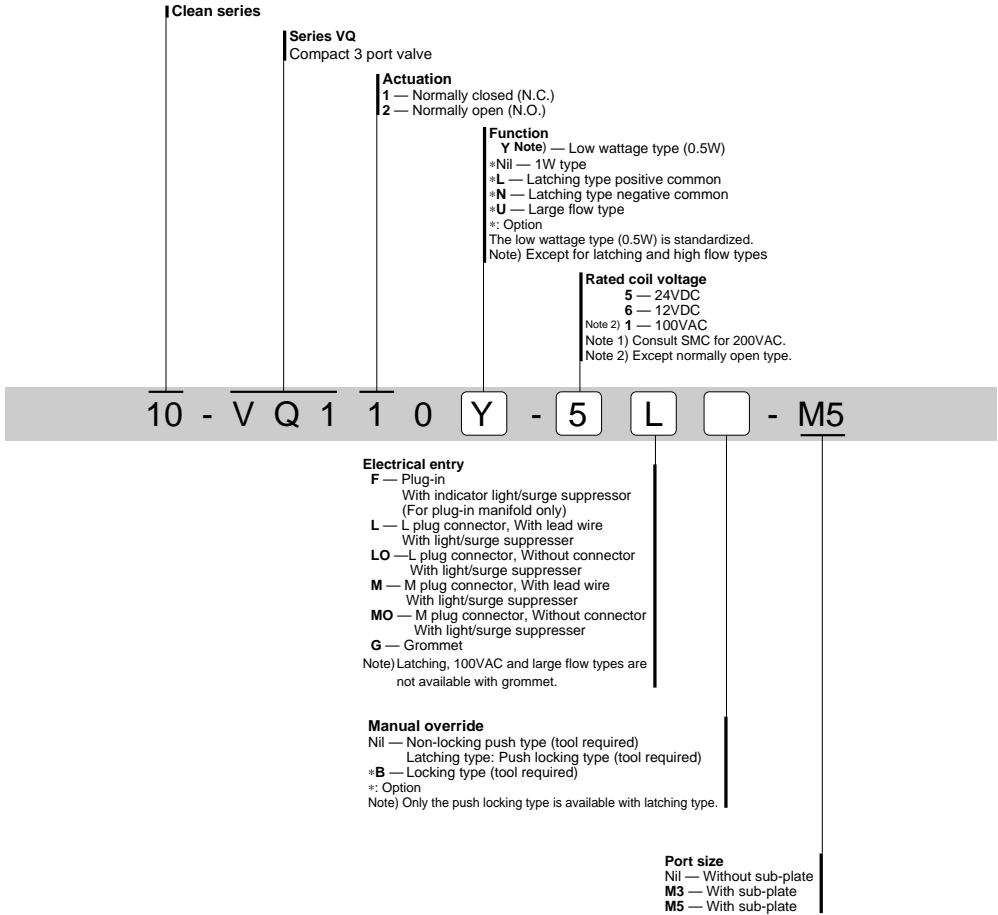 Clean series
Series VQ
Compact 3 port valve
Actuation
1 — Normally closed (N.C.)
2 — Normally open (N.O.)
Function
Y Note) — Low wattage type (0.5W)
*Nil — 1W type
*L — Latching type positive common
*N — Latching type negative common
*U — Large flow type
*: Option
The low wattage type (0.5W) is standardized.
Note) Except for latching and high flow types
Rated coil voltage
5 — 24VDC
6 — 12VDC
Note 2) 1 — 100VAC
Note 1) Consult SMC for 200VAC.
Note 2) Except normally open type.
10 - V Q 1 1 0 Y - 5 L - M5
Electrical entry
F — Plug-in
With indicator light/surge suppressor
(For plug-in manifold only)
L — L plug connector, With lead wire
With light/surge suppresser
LO —L plug connector, Without connector
With light/surge suppresser
M — M plug connector, With lead wire
With light/surge suppresser
MO — M plug connector, Without connector
With light/surge suppresser
G — Grommet
Note) Latching, 100VAC and large flow types are
not available with grommet.
Manual override
Nil — Non-locking push type (tool required)
Latching type: Push locking type (tool required)
*B — Locking type (tool required)
*: Option
Note) Only the push locking type is available with latching type.
Port size
Nil — Without sub-plate
M3 — With sub-plate
M5 — With sub-plate